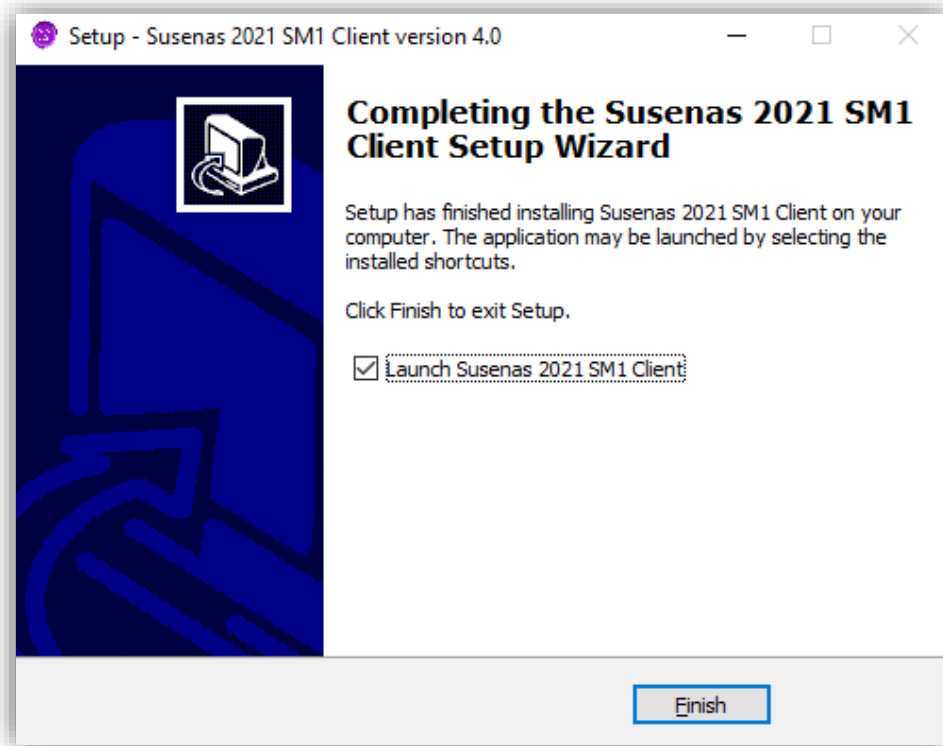 Setup - Susenas 2021 SM1 Client version 4.0
Completing the Susenas 2021 SM1
Client Setup Wizard
Setup has finished installing Susenas 2021 SM1 Client on your
computer. The application may be launched by selecting the
installed shortcuts.
Click Finish to exit Setup.
Launch Susenas 2021 SM1 Client
Finish